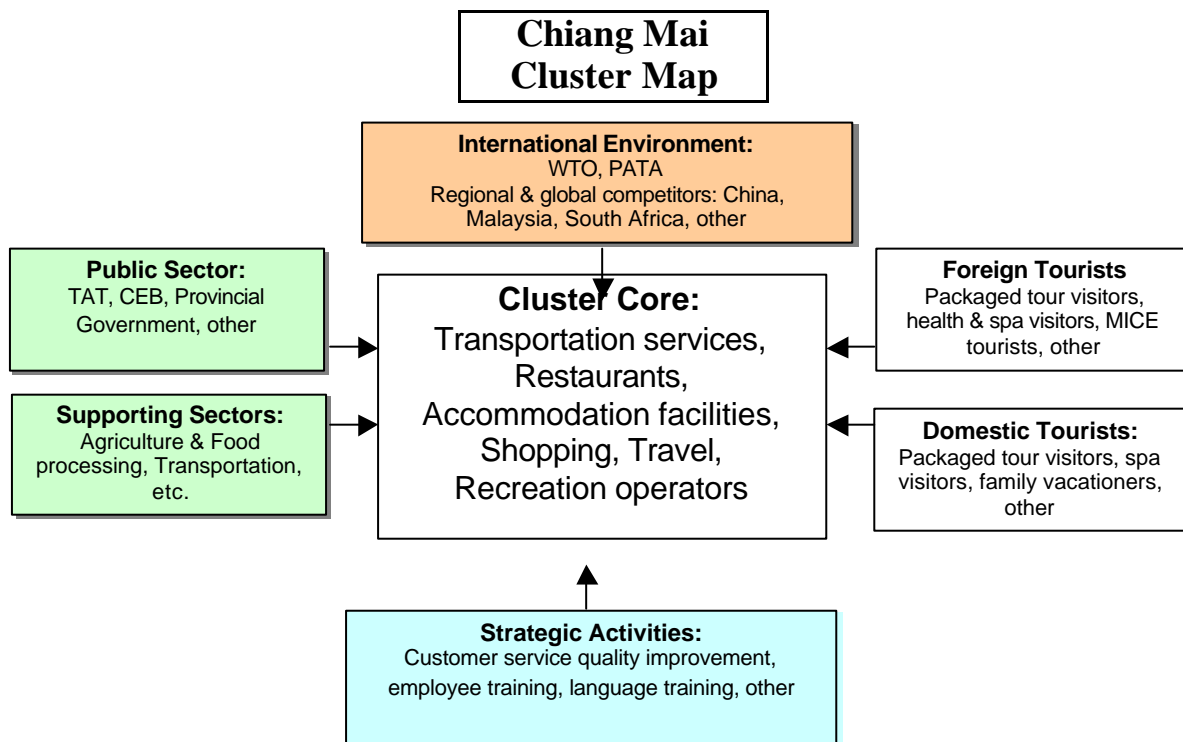 Chiang Mai
Cluster Map
International Environment:
WTO, PATA
Regional & global competitors: China,
Malaysia, South Africa, other
Public Sector:
TAT, CEB, Provincial
Government, other
Supporting Sectors:
Agriculture & Food
processing, Transportation,
etc.
Cluster Core:
Transportation services,
Restaurants,
Accommodation facilities,
Shopping, Travel,
Recreation operators
Foreign Tourists
Packaged tour visitors,
health & spa visitors, MICE
tourists, other
Domestic Tourists:
Packaged tour visitors, spa
visitors, family vacationers,
other
Strategic Activities:
Customer service quality improvement,
employee training, language training, other